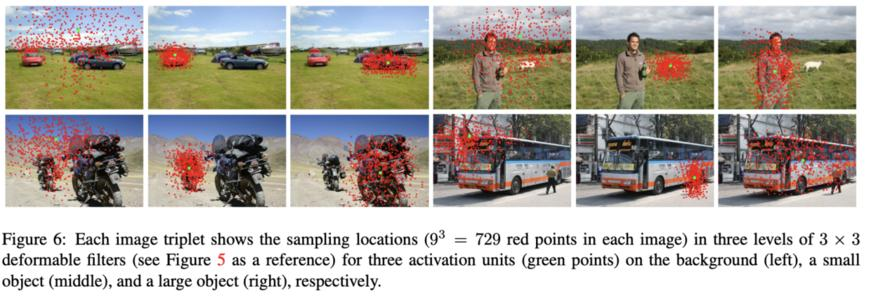 Figure 6: Each image triplet shows the sampling locations (9³ = 729 red points in each image) in three levels of 3 × 3
deformable filters (see Figure 5 as a reference) for three activation units (green points) on the background (left), a small
object (middle), and a large object (right), respectively.